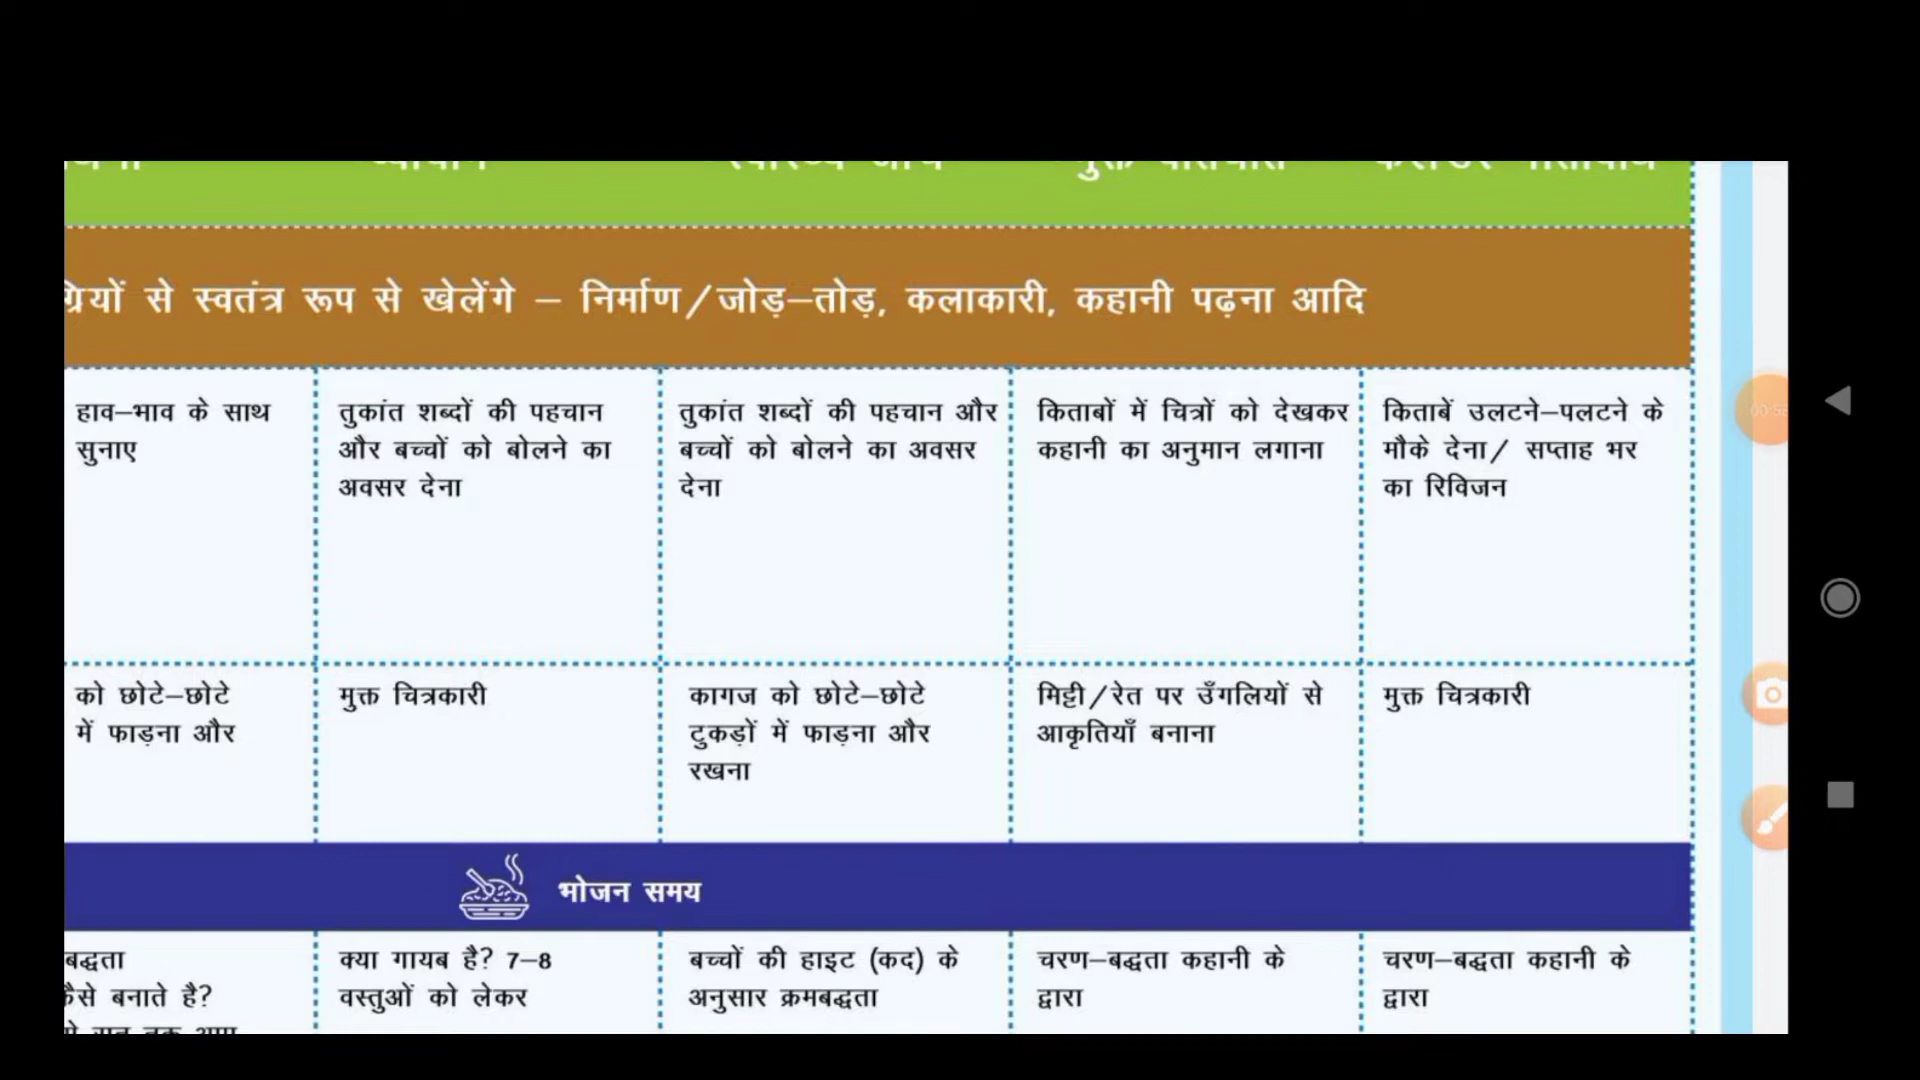 से स्वतंत्र रूप से खेलेंगे – निर्माण/जोड़–तोड़, कलाकारी, कहानी पढ़ना आदि
हाव–भाव के साथ
सुनाए
तुकांत शब्दों की पहचान
और बच्चों को बोलने का
अवसर देना
तुकांत शब्दों की पहचान और
बच्चों को बोलने का अवसर
देना
किताबों में चित्रों को देखकर
कहानी का अनुमान लगाना
किताबें उलटने–पलटने के
मौके देना/ सप्ताह भर
का रिविजन
को छोटे–छोटे
में फाड़ना और
मुक्त चित्रकारी
कागज को छोटे–छोटे
टुकड़ों में फाड़ना और
रखना
मिट्टी/रेत पर उँगलियों से
आकृतियाँ बनाना
मुक्त चित्रकारी
भोजन समय
बद्धता
कैसे बनाते है?
क्या गायब है? 7–8
वस्तुओं को लेकर
बच्चों की हाइट (कद) के
अनुसार क्रमबद्धता
चरण–बद्धता कहानी के
द्वारा
चरण–बद्धता कहानी के
द्वारा